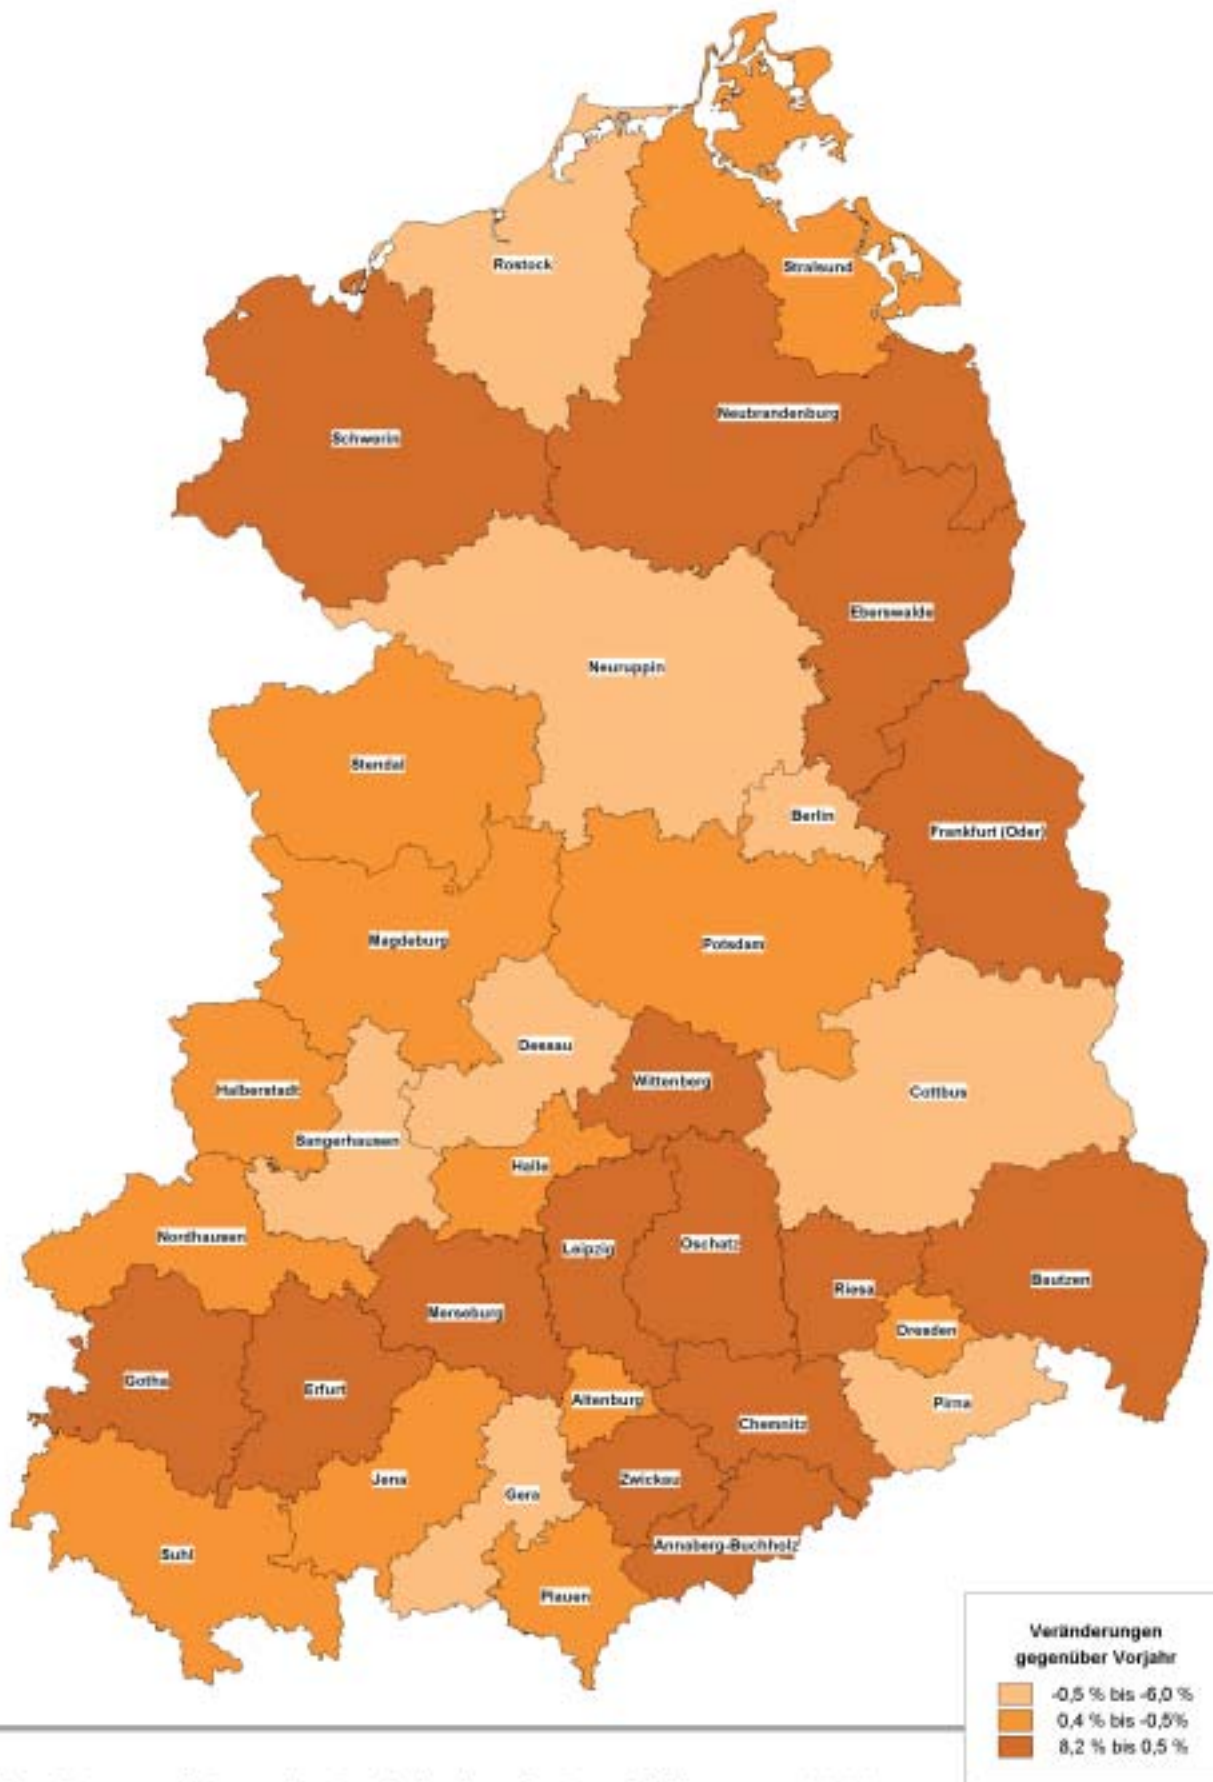 Rostock
Stralsund
Neubrandenburg
Schwerin
Eberswalde
Neuruppin
Stendal
Berlin
Frankfurt (Oder)
Magdeburg
Potsdam
Dessau
Wittenberg
Halberstadt
Cottbus
Sangerhausen
Halle
Nordhausen
Leipzig
Oschatz
Bautzen
Riesa
Merseburg
Dresden
Gotha
Erfurt
Altenburg
Pirna
Chemnitz
Jena
Zwickau
Gera
Annaberg-Buchholz
Suhl
Plauen
Veränderungen
gegenüber Vorjahr
-0,5 % bis -6,0 %
0,4 % bis -0,5%
8,2 % bis 0,5 %